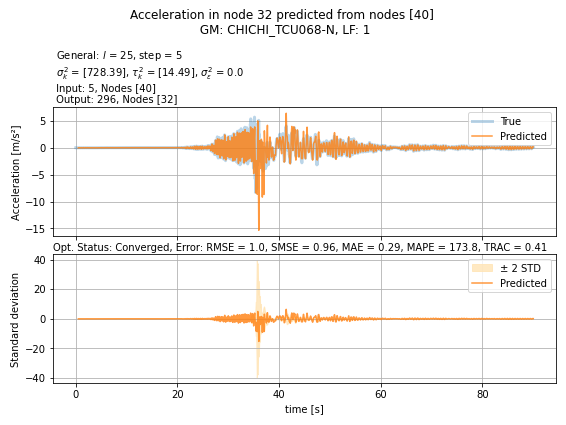 Acceleration in node 32 predicted from nodes [40]
GM: CHICHI_TCU068-N, LF: 1
General: l = 25, step = 5
σ²ₖ = [728.39], τ²ₖ = [14.49], σ²ε = 0.0
Input: 5, Nodes [40]
Output: 296, Nodes [32]
Acceleration [m/s²]
5
0
−5
−10
−15
True
Predicted
Opt. Status: Converged, Error: RMSE = 1.0, SMSE = 0.96, MAE = 0.29, MAPE = 173.8, TRAC = 0.41
Standard deviation
40
20
0
−20
−40
± 2 STD
Predicted
0 20 40 60 80
time [s]